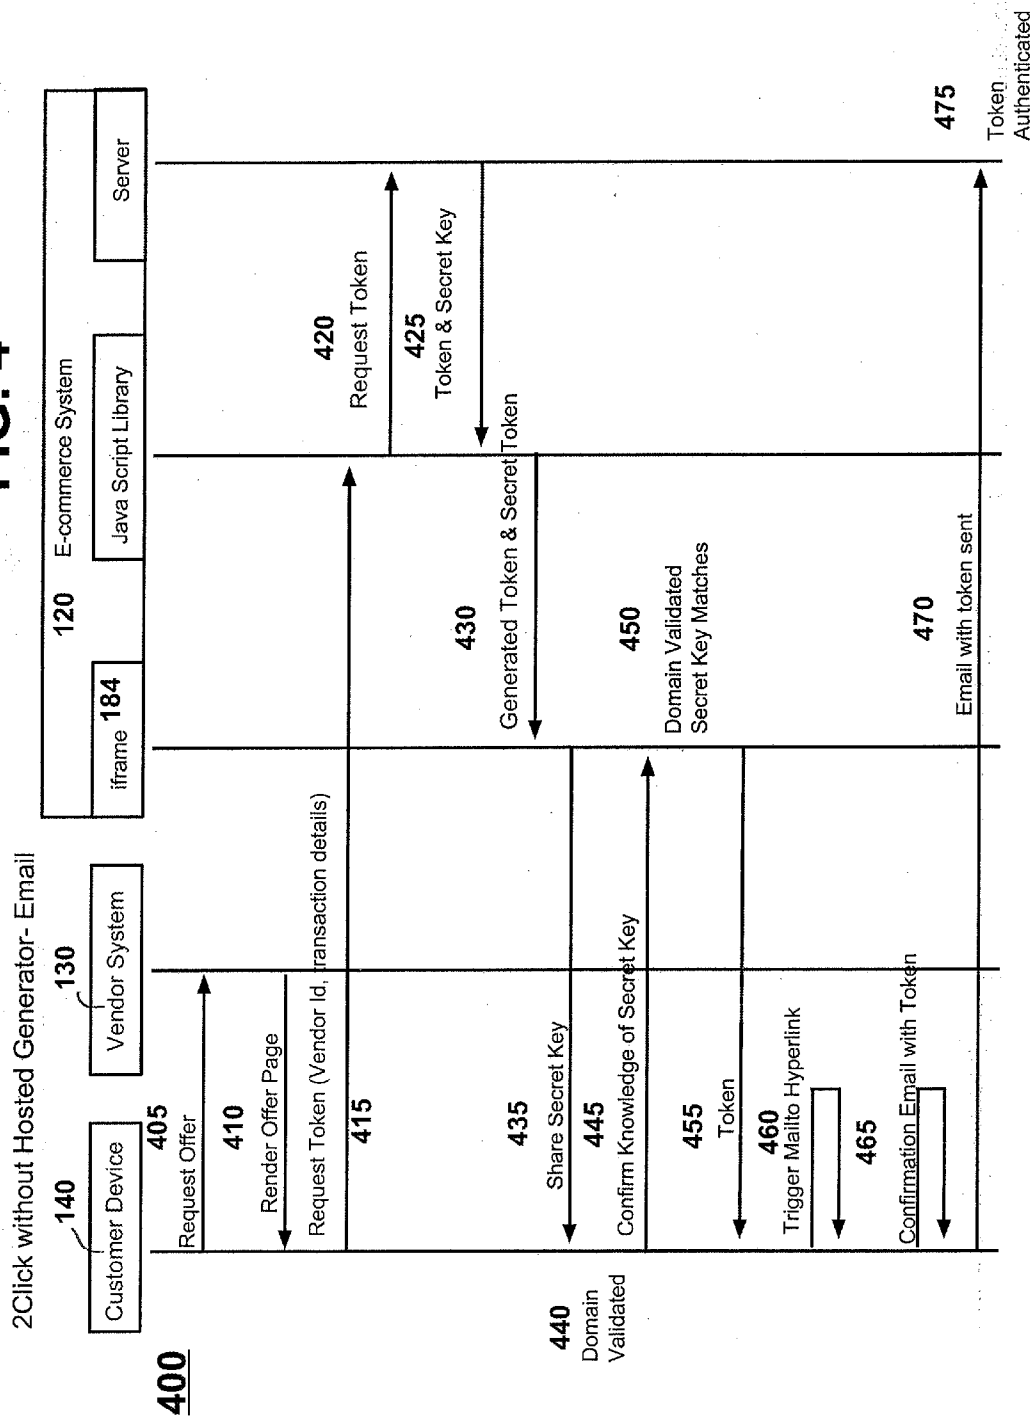 FIG. 4
2Click without Hosted Generator- Email
400
140
Customer Device
130
Vendor System
120
E-commerce System
iframe 184
Java Script Library
Server
405
Request Offer
410
Render Offer Page
Request Token (Vendor Id, transaction details)
415
420
Request Token
425
Token & Secret Key
430
Generated Token & Secret Token
435
Share Secret Key
440
Domain
Validated
445
Confirm Knowledge of Secret Key
450
Domain Validated
Secret Key Matches
455
Token
460
Trigger Mailto Hyperlink
465
Confirmation Email with Token
470
Email with token sent
475
Token
Authenticated